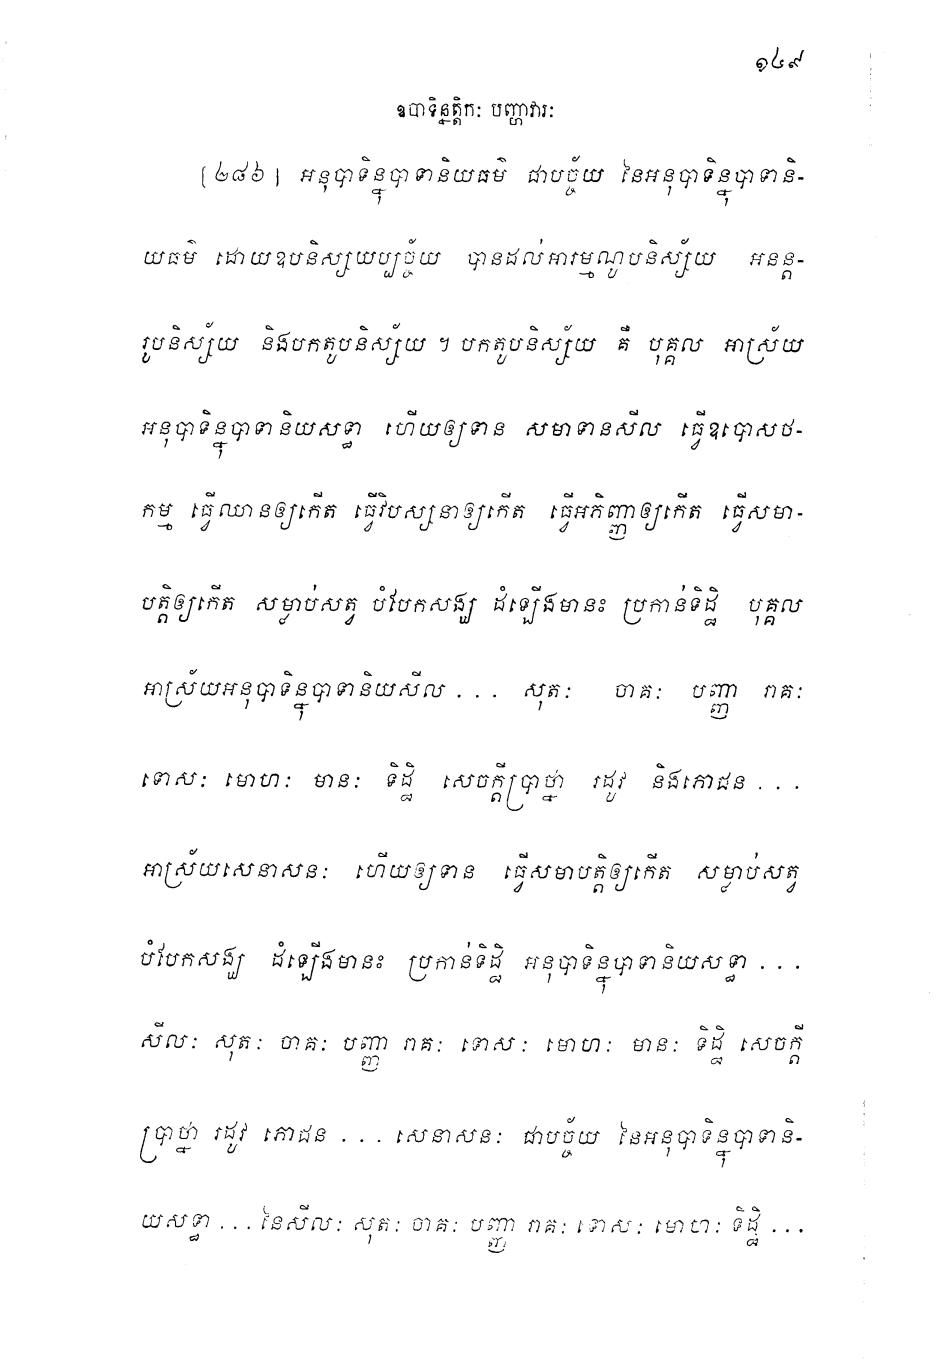 ១៤៩
ឧបាទិន្នត្តិកៈ បញ្ហាវារៈ
[៤៨៦] អនុបាទិន្នុបាទានិយធម៌ ជាបច្ច័យ នៃអនុបាទិន្នុបាទានិ-
យធម៌ ដោយឧបនិស្សយប្បច្ច័យ បានដល់អារម្មណូបនិស្ស័យ អនន្ត-
រូបនិស្ស័យ និងបកតូបនិស្ស័យ ។ បកតូបនិស្ស័យ គឺ បុគ្គល អាស្រ័យ
អនុបាទិន្នុបាទានិយសទ្ធា ហើយឲ្យទាន សមាទានសីល ធ្វើឧបោសថ-
កម្ម ធ្វើឈានឲ្យកើត ធ្វើវិបស្សនាឲ្យកើត ធ្វើអភិញ្ញាឲ្យកើត ធ្វើសមា-
បត្តិឲ្យកើត សម្លាប់សត្វ បំបែកសង្ឃ ដំឡើងមានះ ប្រកាន់ទិដ្ឋិ បុគ្គល
អាស្រ័យអនុបាទិន្នុបាទានិយសីល ... សុតៈ ចាគៈ បញ្ញា រាគៈ
ទោសៈ មោហៈ មានៈ ទិដ្ឋិ សេចក្តីប្រាថ្នា រដូវ និងភោជន ...
អាស្រ័យសេនាសនៈ ហើយឲ្យទាន ធ្វើសមាបត្តិឲ្យកើត សម្លាប់សត្វ
បំបែកសង្ឃ ដំឡើងមានះ ប្រកាន់ទិដ្ឋិ អនុបាទិន្នុបាទានិយសទ្ធា ...
សីលៈ សុតៈ ចាគៈ បញ្ញា រាគៈ ទោសៈ មោហៈ មានៈ ទិដ្ឋិ សេចក្តី
ប្រាថ្នា រដូវ ភោជន ... សេនាសនៈ ជាបច្ច័យ នៃអនុបាទិន្នុបាទានិ-
យសទ្ធា ... នៃសីលៈ សុតៈ ចាគៈ បញ្ញា រាគៈ ទោសៈ មោហៈ ទិដ្ឋិ ...